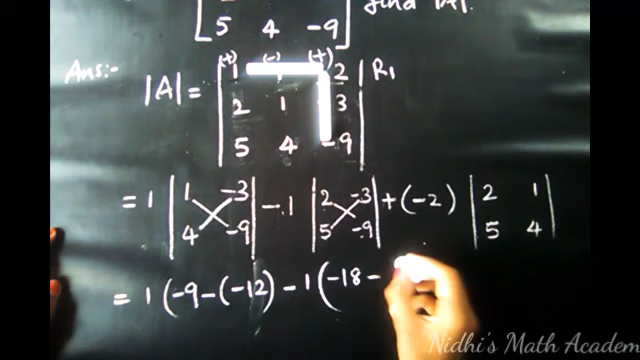 5 4 -9 find |A|.
Ans:- (+) (-) (+)
|A| = | 1 1 -2 | R1
2 1 -3
5 4 -9
= 1 | 1 -3 | - 1 | 2 -3 | + (-2) | 2 1 |
4 -9 5 -9 5 4
= 1 (-9 - (-12) - 1 (-18 -
Nidhi's Math Academ